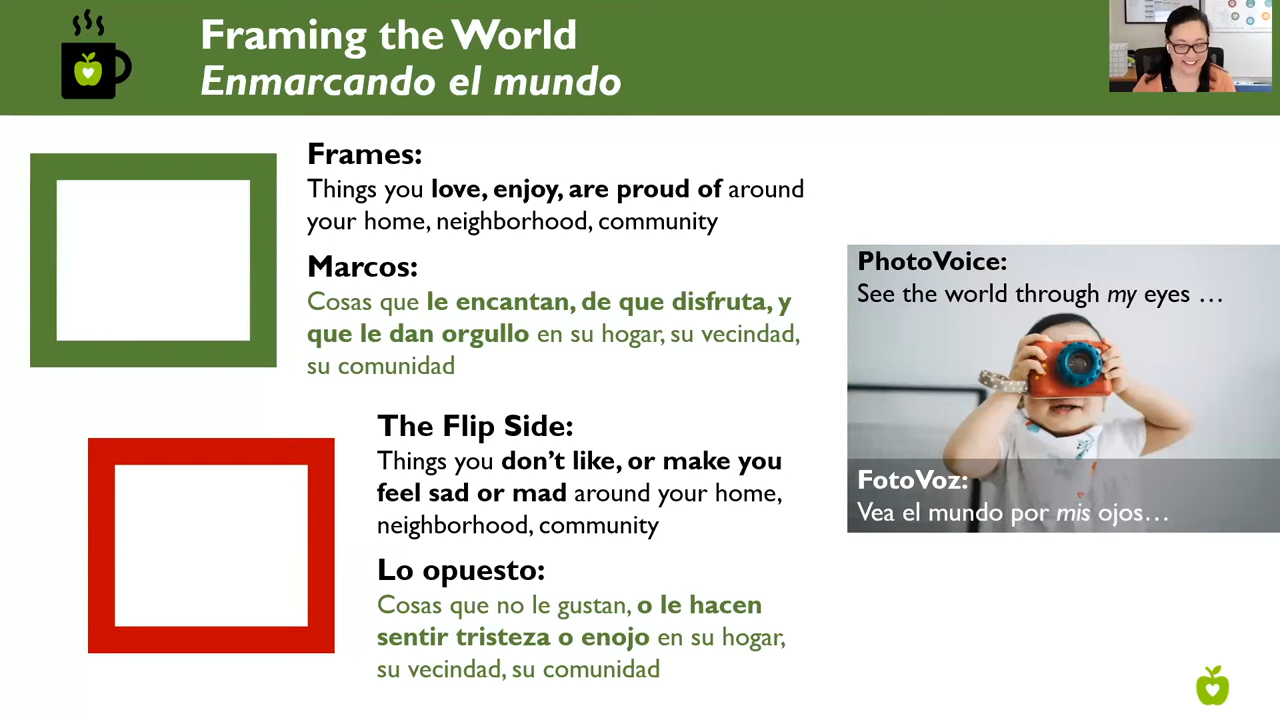 Framing the World
Enmarcando el mundo
Frames:
Things you love, enjoy, are proud of around
your home, neighborhood, community
Marcos:
Cosas que le encantan, de que disfruta, y
que le dan orgullo en su hogar, su vecindad,
su comunidad
The Flip Side:
Things you don’t like, or make you
feel sad or mad around your home,
neighborhood, community
Lo opuesto:
Cosas que no le gustan, o le hacen
sentir tristeza o enojo en su hogar,
su vecindad, su comunidad
PhotoVoice:
See the world through my eyes …
FotoVoz:
Vea el mundo por mis ojos…